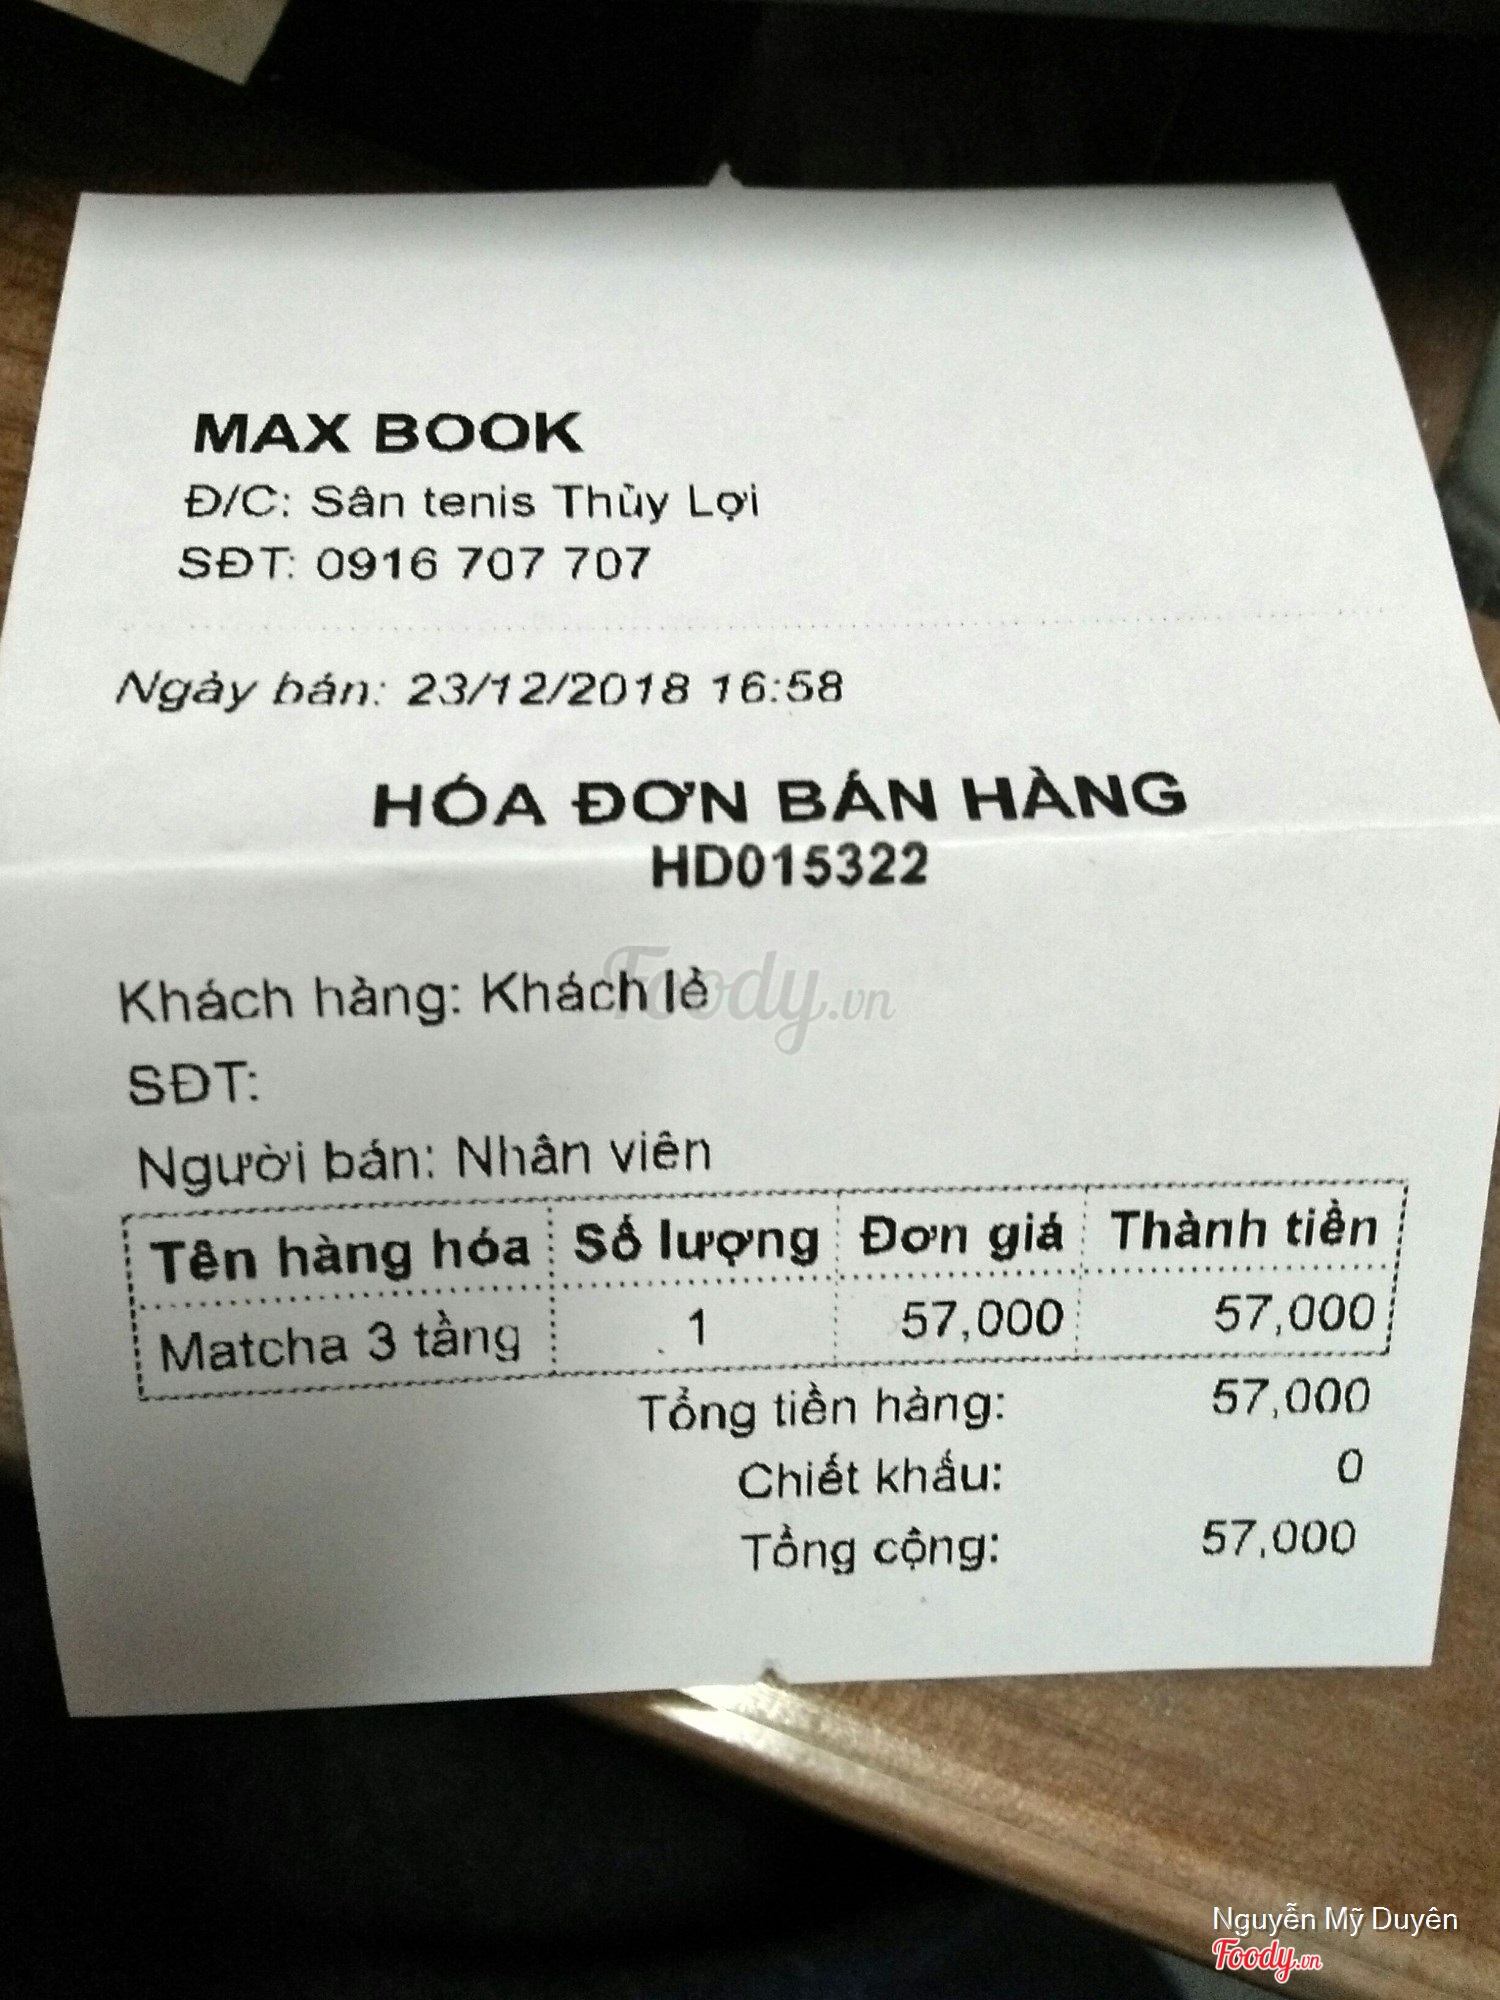 MAX BOOK
Đ/C: Sân tenis Thủy Lợi
SĐT: 0916 707 707
Ngày bán: 23/12/2018 16:58
HÓA ĐƠN BÁN HÀNG
HD015322
Khách hàng: Khách lẻ
Foody.vn
SĐT:
Người bán: Nhân viên
Tên hàng hóa Số lượng Đơn giá Thành tiền
Matcha 3 tầng 1 57,000 57,000
Tổng tiền hàng: 57,000
Chiết khấu: 0
Tổng cộng: 57,000
Nguyễn Mỹ Duyên
Foody.vn